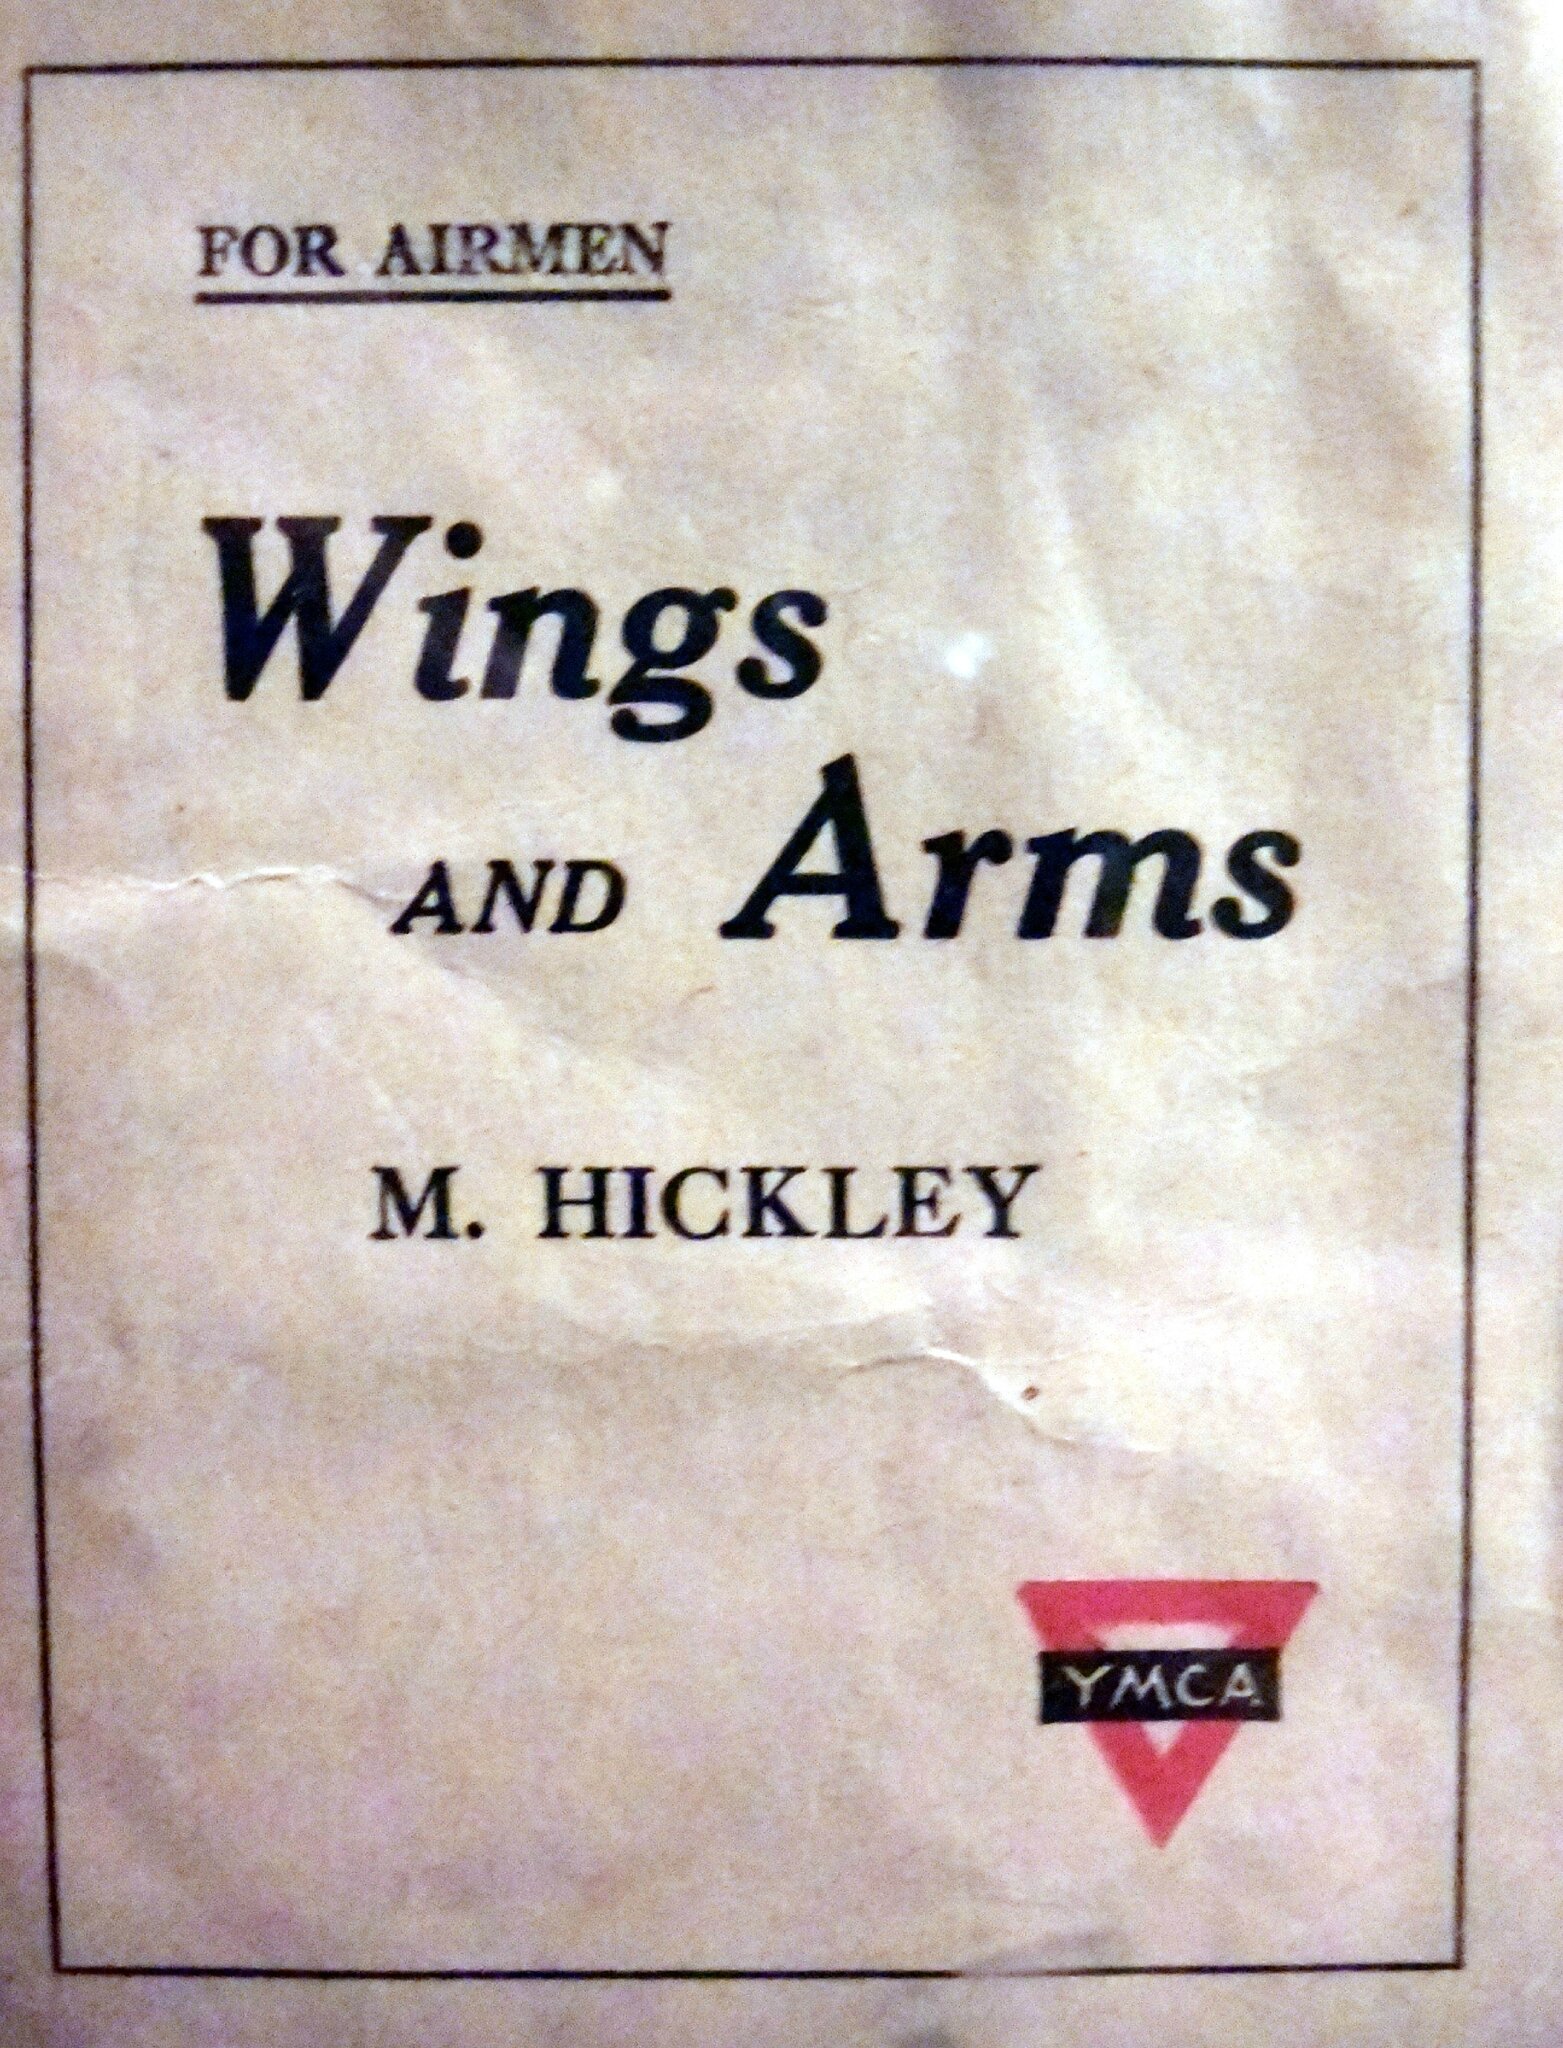 FOR AIRMEN
Wings
AND Arms
M. HICKLEY
YMCA